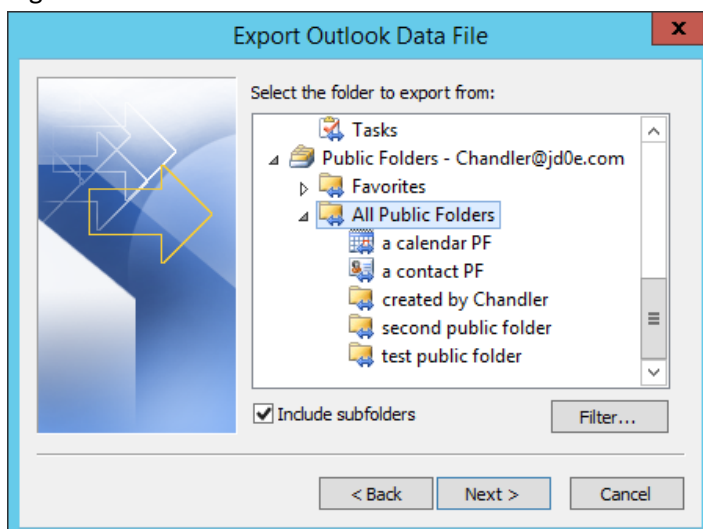 Export Outlook Data File
x
Select the folder to export from:
Tasks
Public Folders - Chandler@jd0e.com
Favorites
All Public Folders
a calendar PF
a contact PF
created by Chandler
second public folder
test public folder
Include subfolders
Filter...
< Back
Next >
Cancel